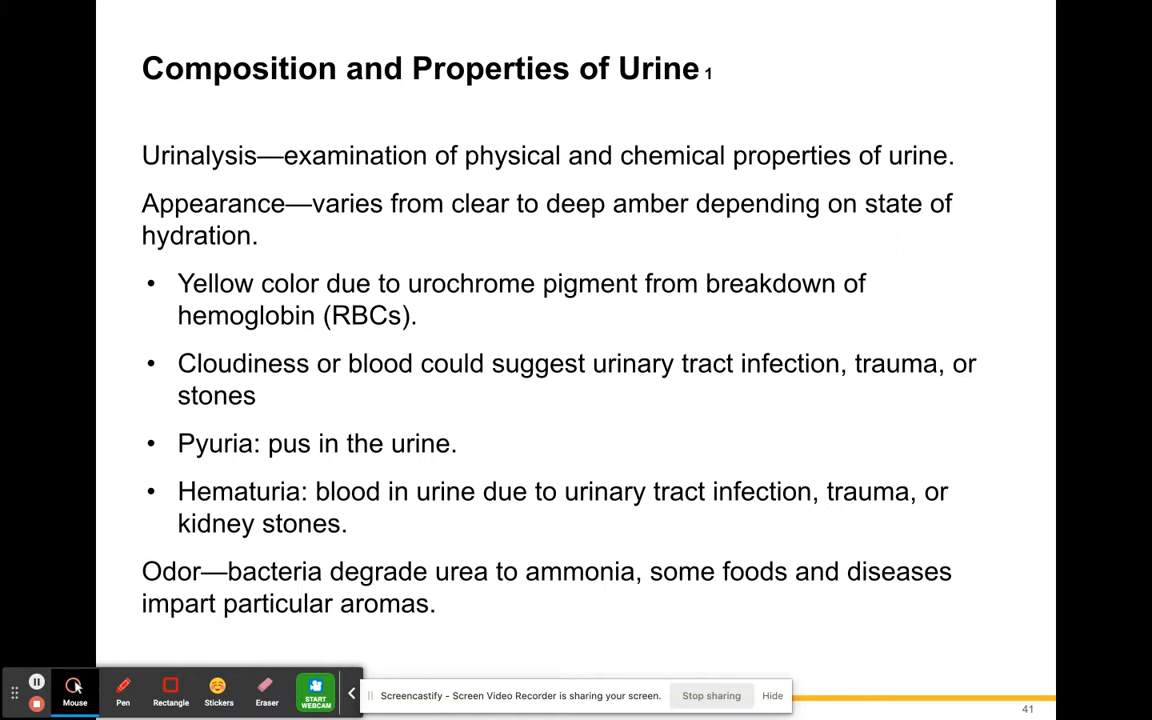 Composition and Properties of Urine 1
Urinalysis—examination of physical and chemical properties of urine.
Appearance—varies from clear to deep amber depending on state of
hydration.
• Yellow color due to urochrome pigment from breakdown of
hemoglobin (RBCs).
• Cloudiness or blood could suggest urinary tract infection, trauma, or
stones
• Pyuria: pus in the urine.
• Hematuria: blood in urine due to urinary tract infection, trauma, or
kidney stones.
Odor—bacteria degrade urea to ammonia, some foods and diseases
impart particular aromas.
Mouse
Pen
Rectangle
Stickers
Eraser
START
WEBCAM
Screencastify - Screen Video Recorder is sharing your screen.
Stop sharing
Hide
41